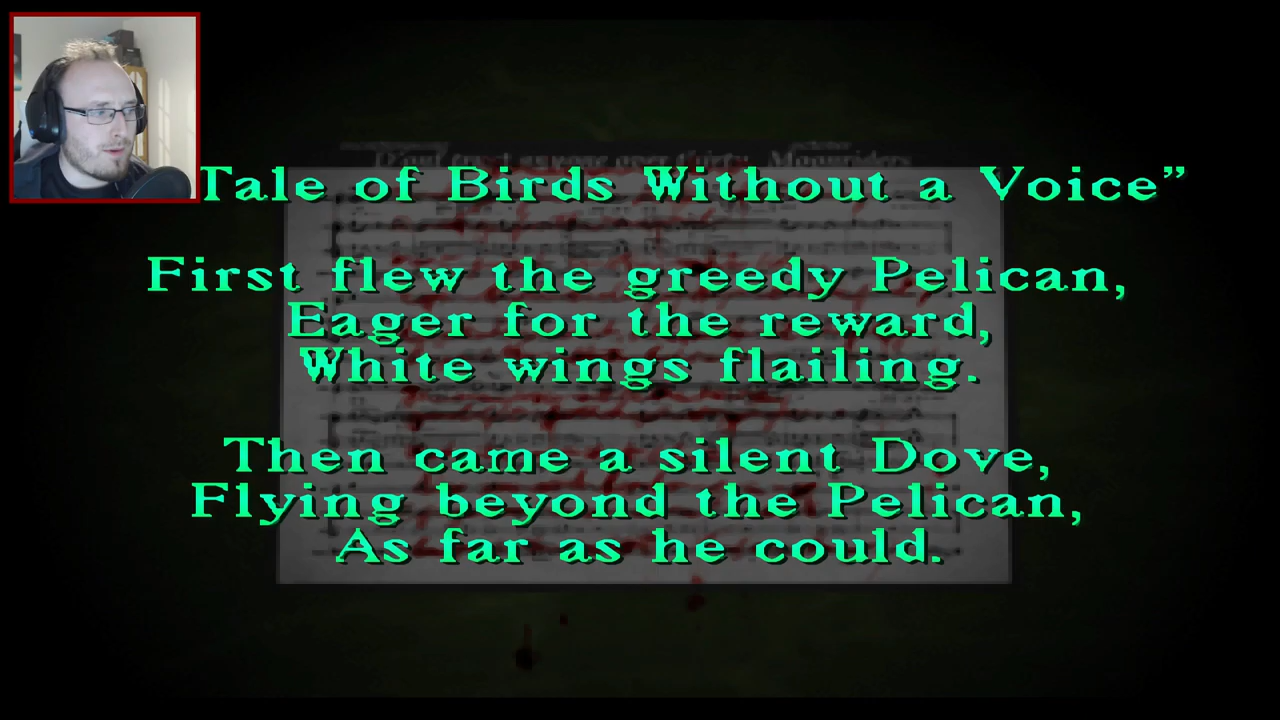 Tale of Birds Without a Voice”
First flew the greedy Pelican,
Eager for the reward,
White wings flailing.
Then came a silent Dove,
Flying beyond the Pelican,
As far as he could.